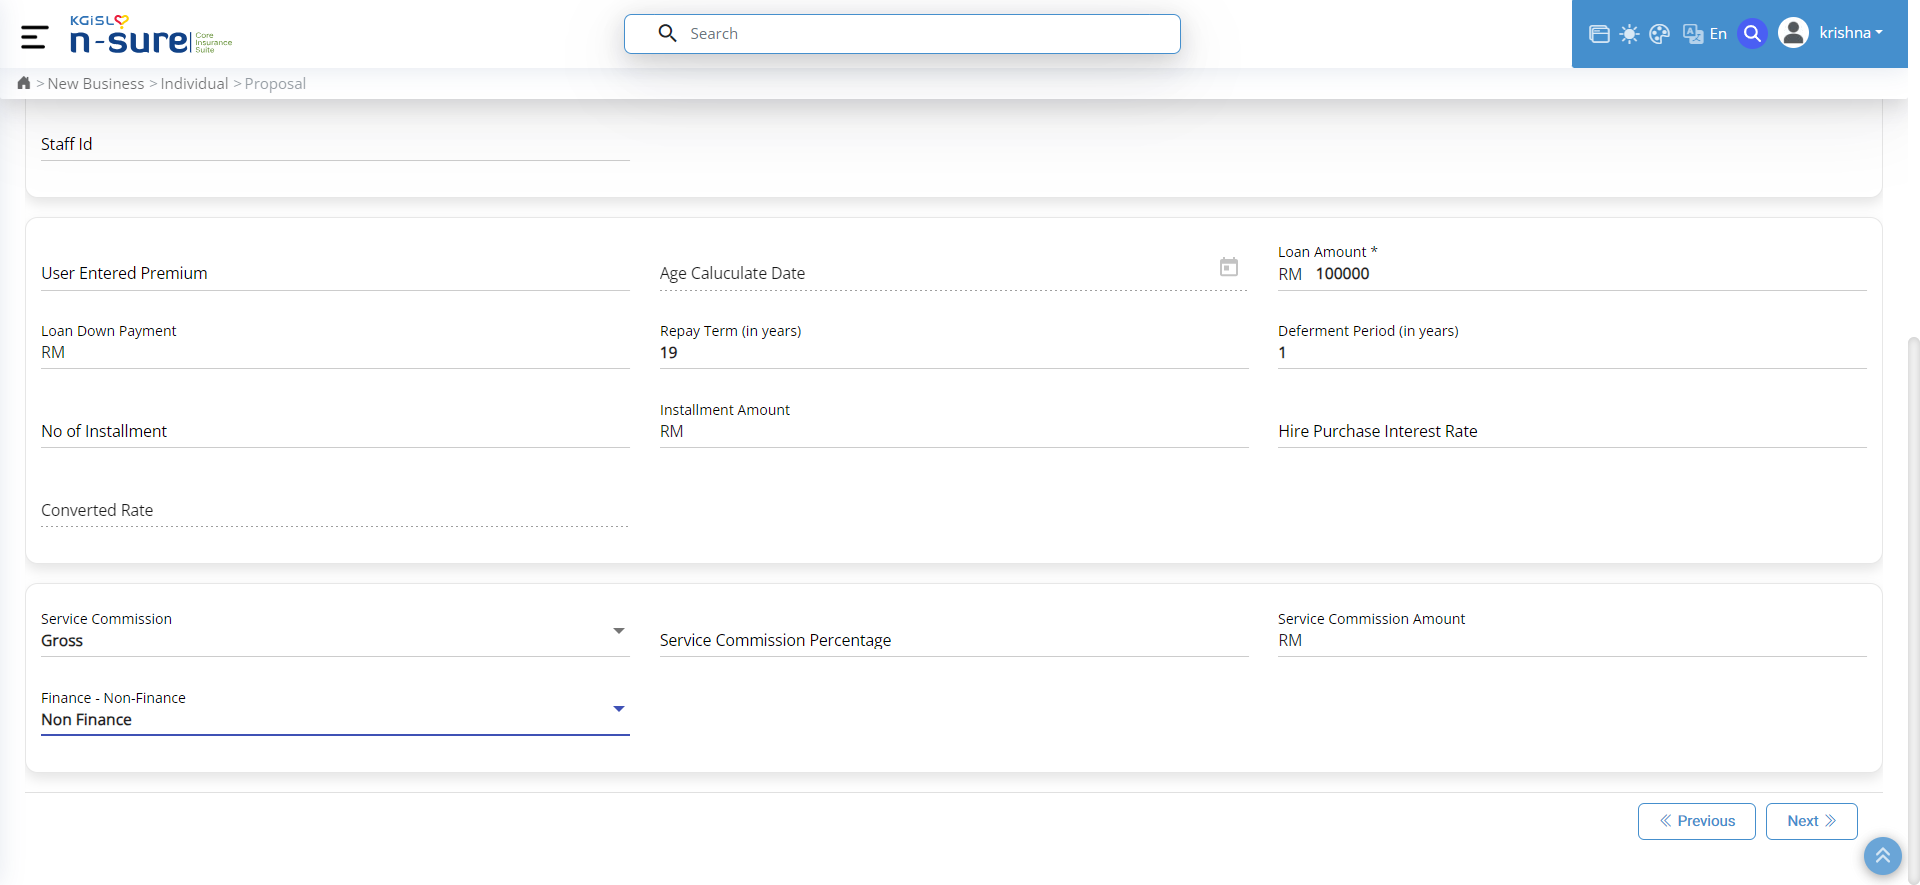 KGiSL
n-sure Core Insurance Suite
Search
En
krishna
> New Business > Individual > Proposal
Staff Id
User Entered Premium
Age Caluculate Date
Loan Amount *
RM 100000
Loan Down Payment
RM
Repay Term (in years)
19
Deferment Period (in years)
1
No of Installment
Installment Amount
RM
Hire Purchase Interest Rate
Converted Rate
Service Commission
Gross
Service Commission Percentage
Service Commission Amount
RM
Finance - Non-Finance
Non Finance
Previous
Next